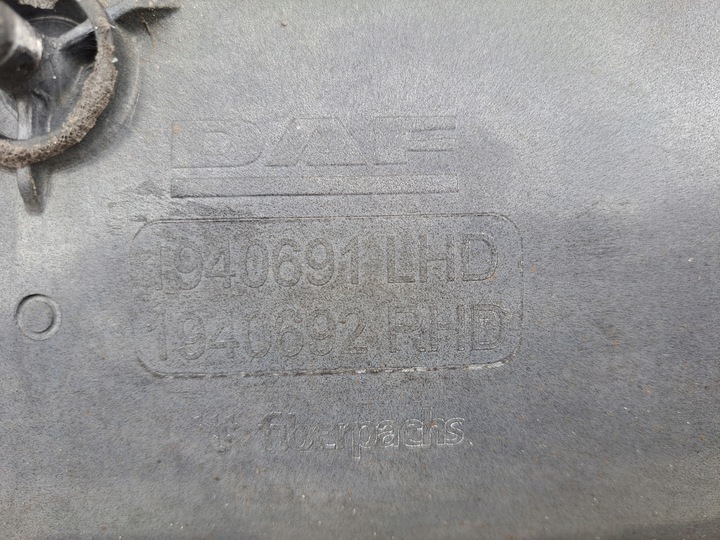 DAF
1940691 LHD
1940692 RHD
fiberpachs